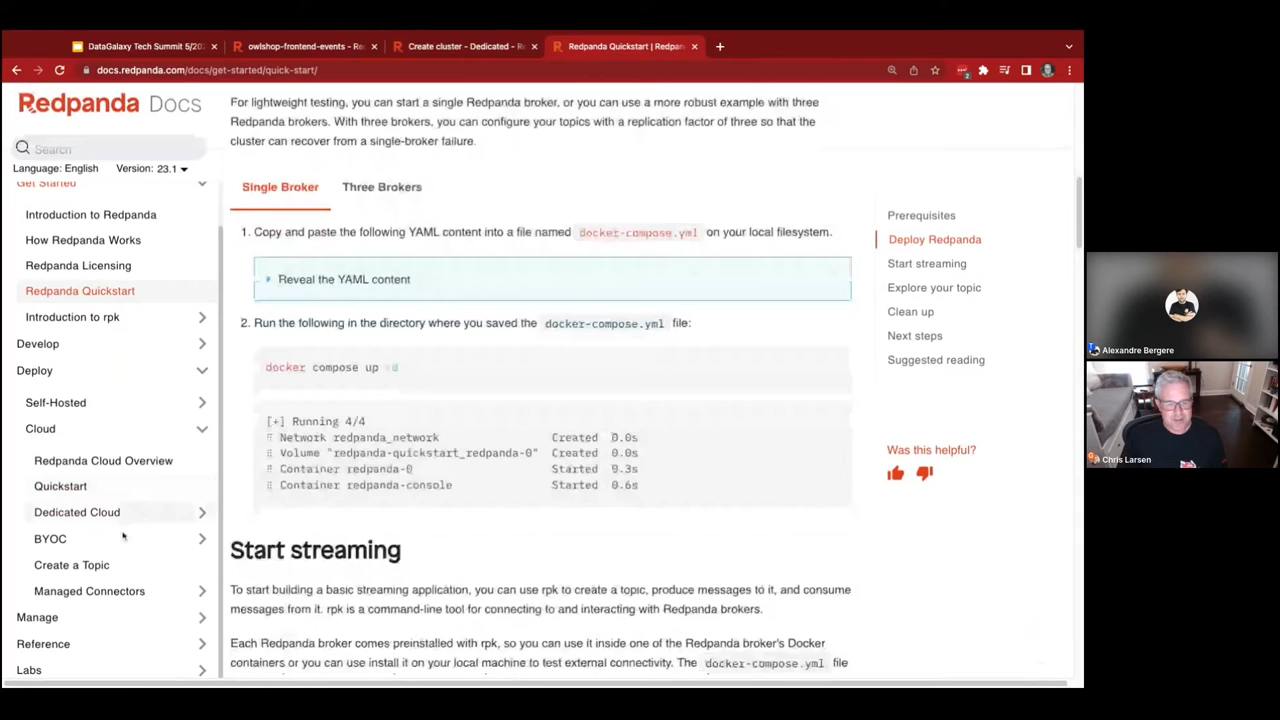 DataGalaxy Tech Summit 5/202
owlshop-frontend-events - Re
Create cluster - Dedicated - R
Redpanda Quickstart | Redpan
docs.redpanda.com/docs/get-started/quick-start/
Redpanda Docs
Search
Language: English
Version: 23.1
Get Started
Introduction to Redpanda
How Redpanda Works
Redpanda Licensing
Redpanda Quickstart
Introduction to rpk
Develop
Deploy
Self-Hosted
Cloud
Redpanda Cloud Overview
Quickstart
Dedicated Cloud
BYOC
Create a Topic
Managed Connectors
Manage
Reference
Labs
For lightweight testing, you can start a single Redpanda broker, or you can use a more robust example with three
Redpanda brokers. With three brokers, you can configure your topics with a replication factor of three so that the
cluster can recover from a single-broker failure.
Single Broker
Three Brokers
1. Copy and paste the following YAML content into a file named docker-compose.yml on your local filesystem.
Reveal the YAML content
2. Run the following in the directory where you saved the docker-compose.yml file:
docker compose up -d
[+] Running 4/4
⠿ Network redpanda_network Created 0.0s
⠿ Volume "redpanda-quickstart_redpanda-0" Created 0.0s
⠿ Container redpanda-0 Started 0.3s
⠿ Container redpanda-console Started 0.6s
Start streaming
To start building a basic streaming application, you can use rpk to create a topic, produce messages to it, and consume
messages from it. rpk is a command-line tool for connecting to and interacting with Redpanda brokers.
Each Redpanda broker comes preinstalled with rpk, so you can use it inside one of the Redpanda broker's Docker
containers or you can use install it on your local machine to test external connectivity. The docker-compose.yml file
Prerequisites
Deploy Redpanda
Start streaming
Explore your topic
Clean up
Next steps
Suggested reading
Was this helpful?
Alexandre Bergere
Chris Larsen